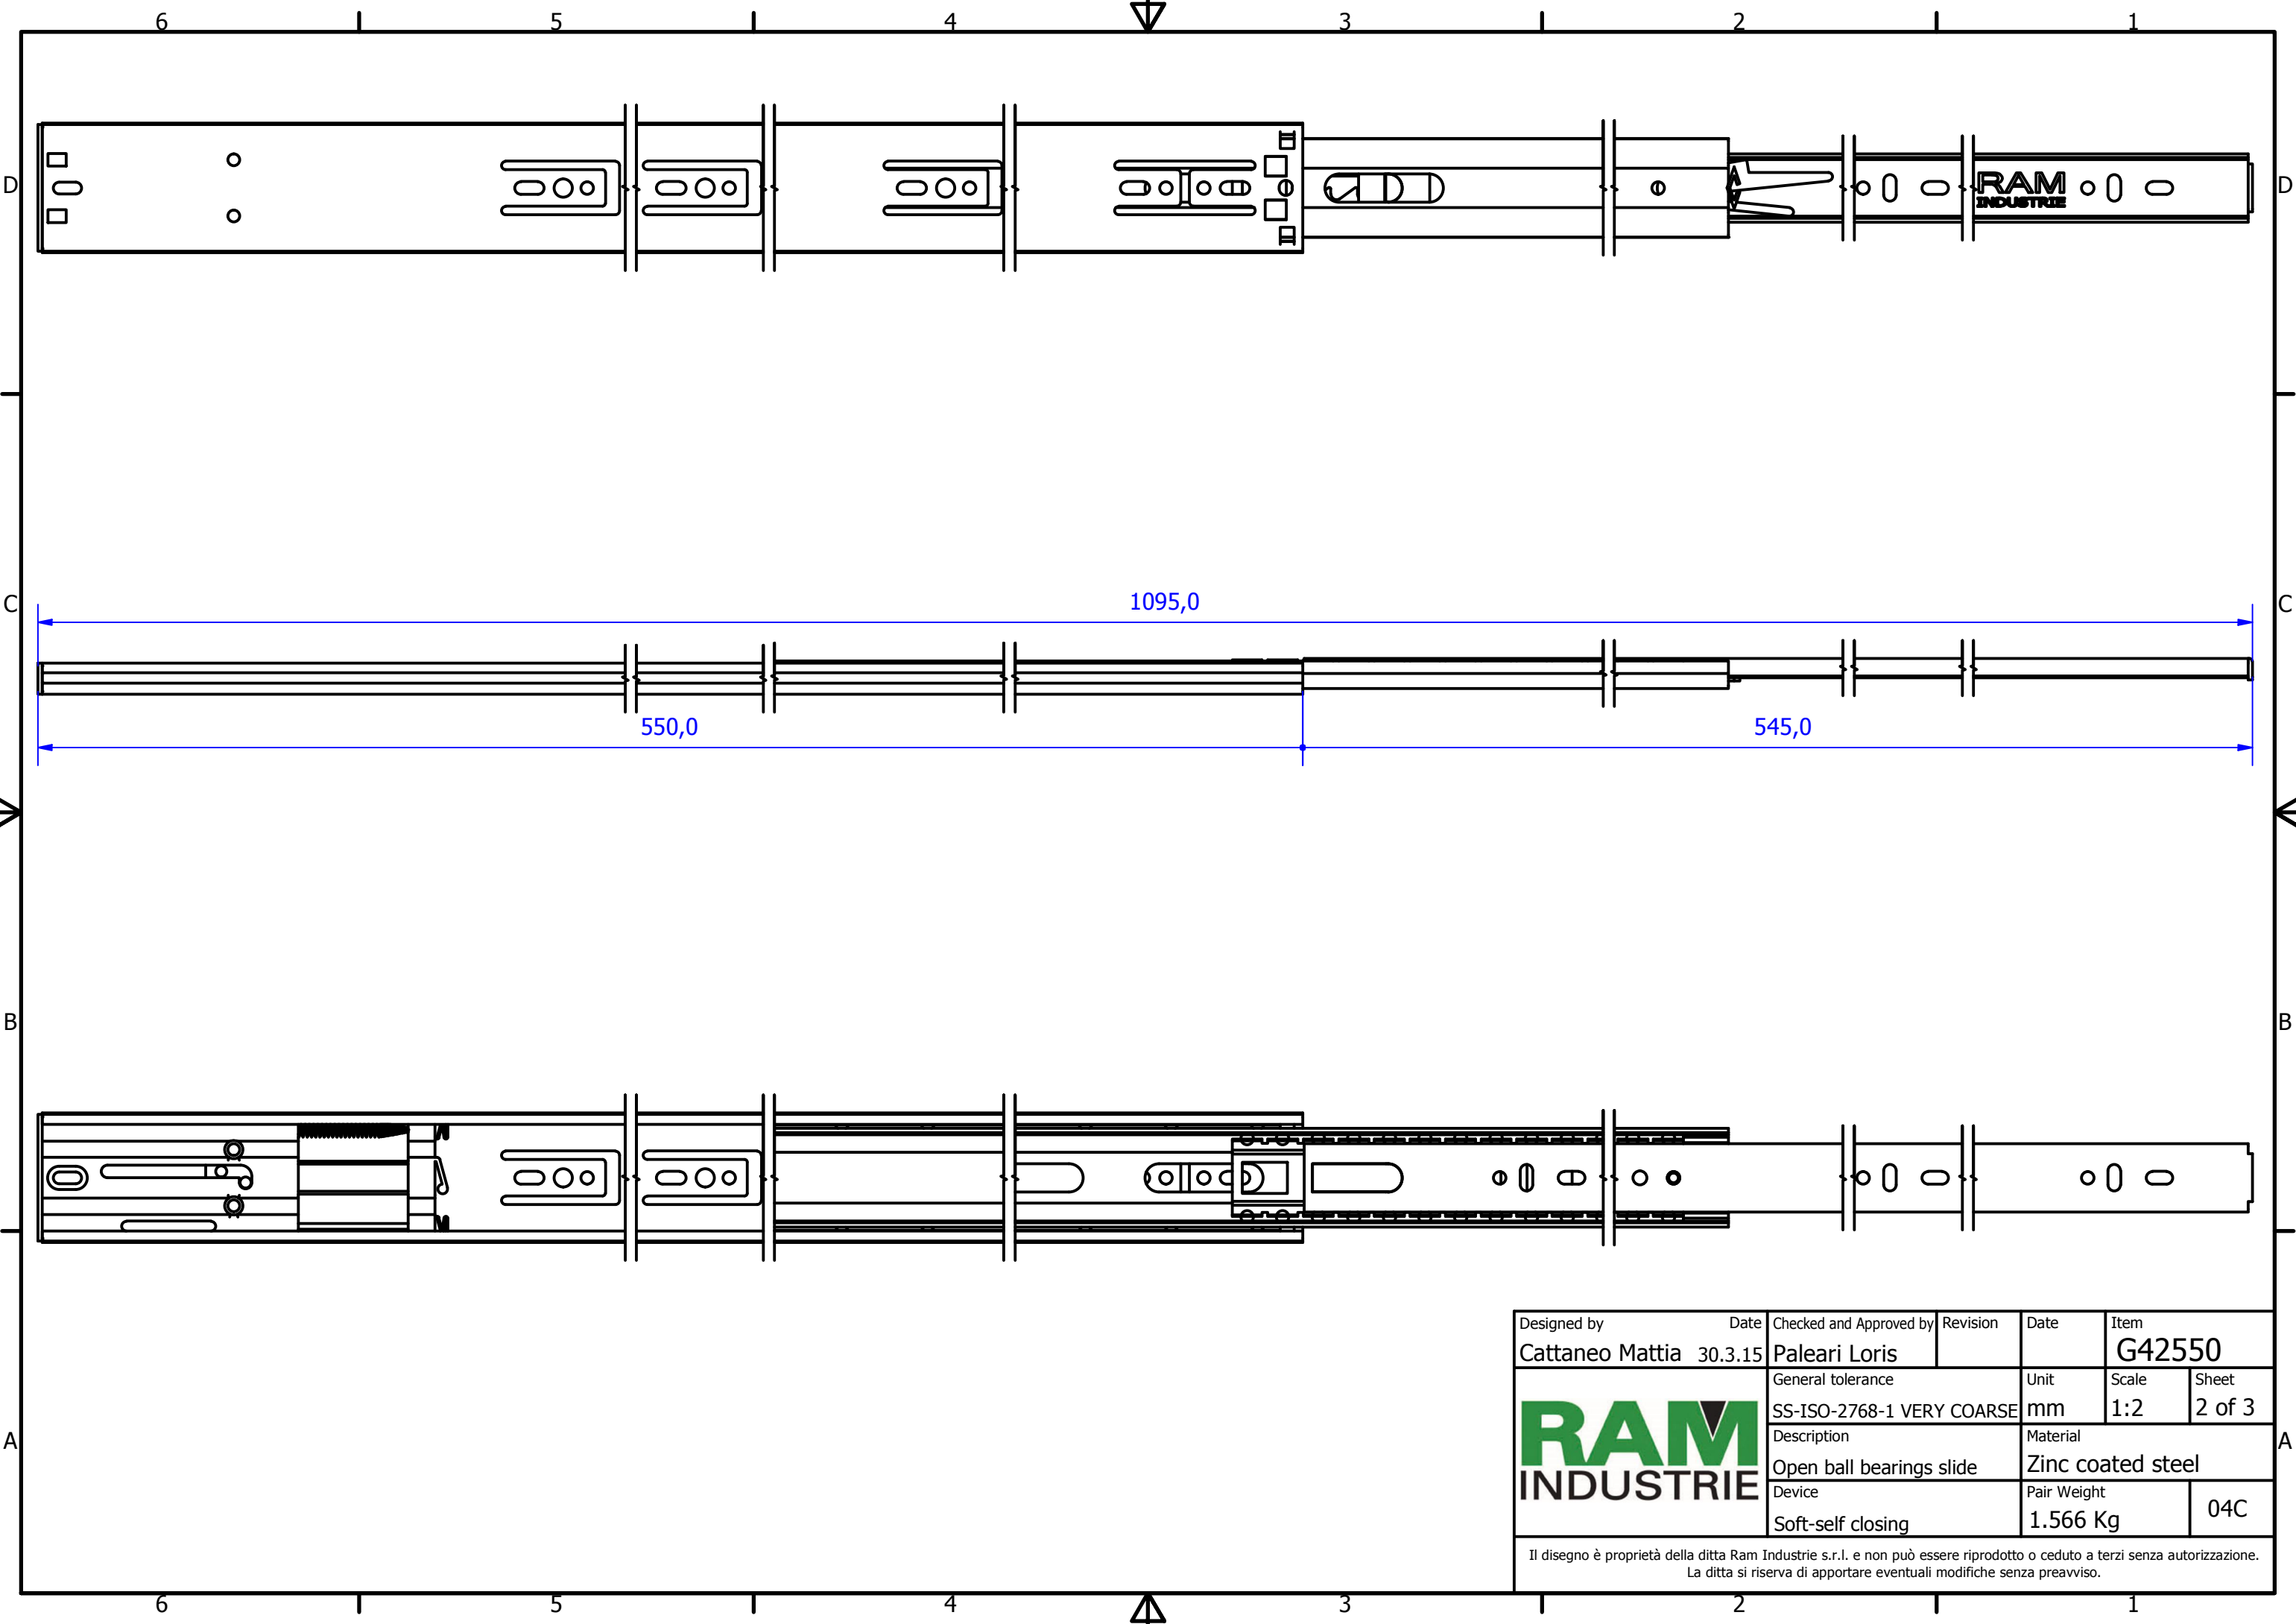 6 5 4 3 2 1
D D
RAM
INDUSTRIE
C C
1095,0
550,0 545,0
B B
A A
Designed by Date Checked and Approved by Revision Date Item
Cattaneo Mattia 30.3.15 Paleari Loris G42550
General tolerance Unit Scale Sheet
SS-ISO-2768-1 VERY COARSE mm 1:2 2 of 3
RAM
INDUSTRIE
Description Material
Open ball bearings slide Zinc coated steel
Device Pair Weight
Soft-self closing 1.566 Kg 04C
Il disegno è proprietà della ditta Ram Industrie s.r.l. e non può essere riprodotto o ceduto a terzi senza autorizzazione.
La ditta si riserva di apportare eventuali modifiche senza preavviso.
6 5 4 3 2 1